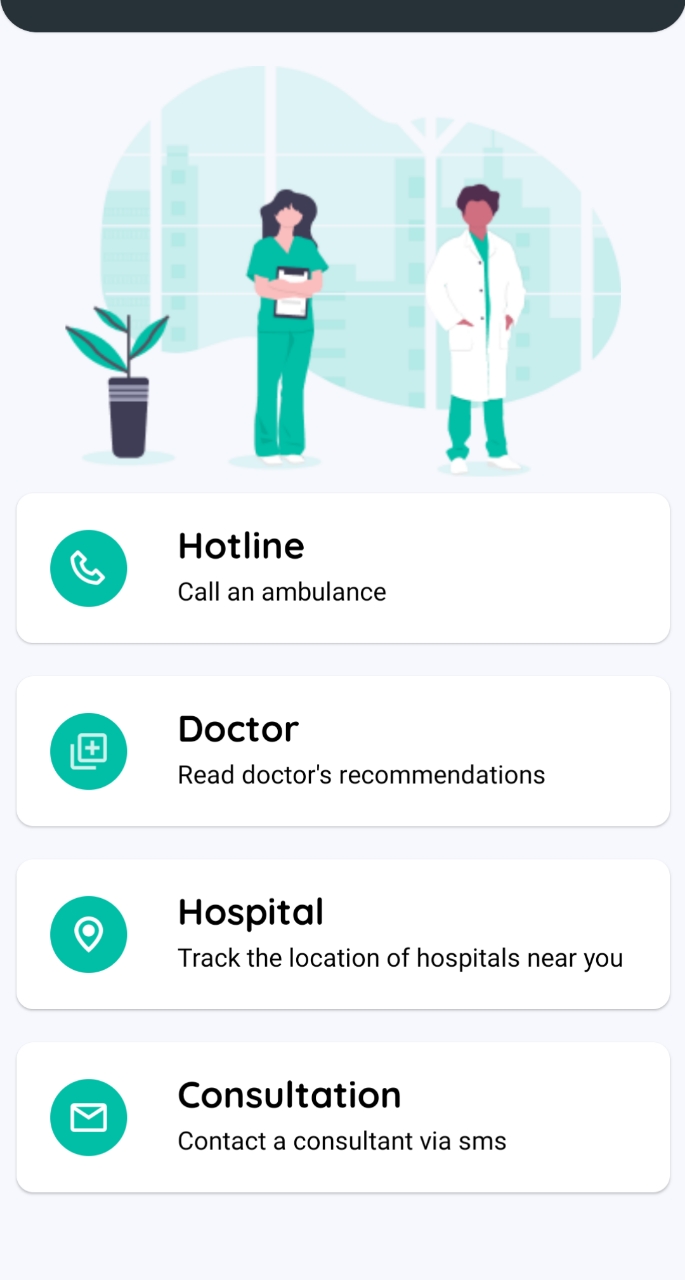 Hotline
Call an ambulance
Doctor
Read doctor's recommendations
Hospital
Track the location of hospitals near you
Consultation
Contact a consultant via sms